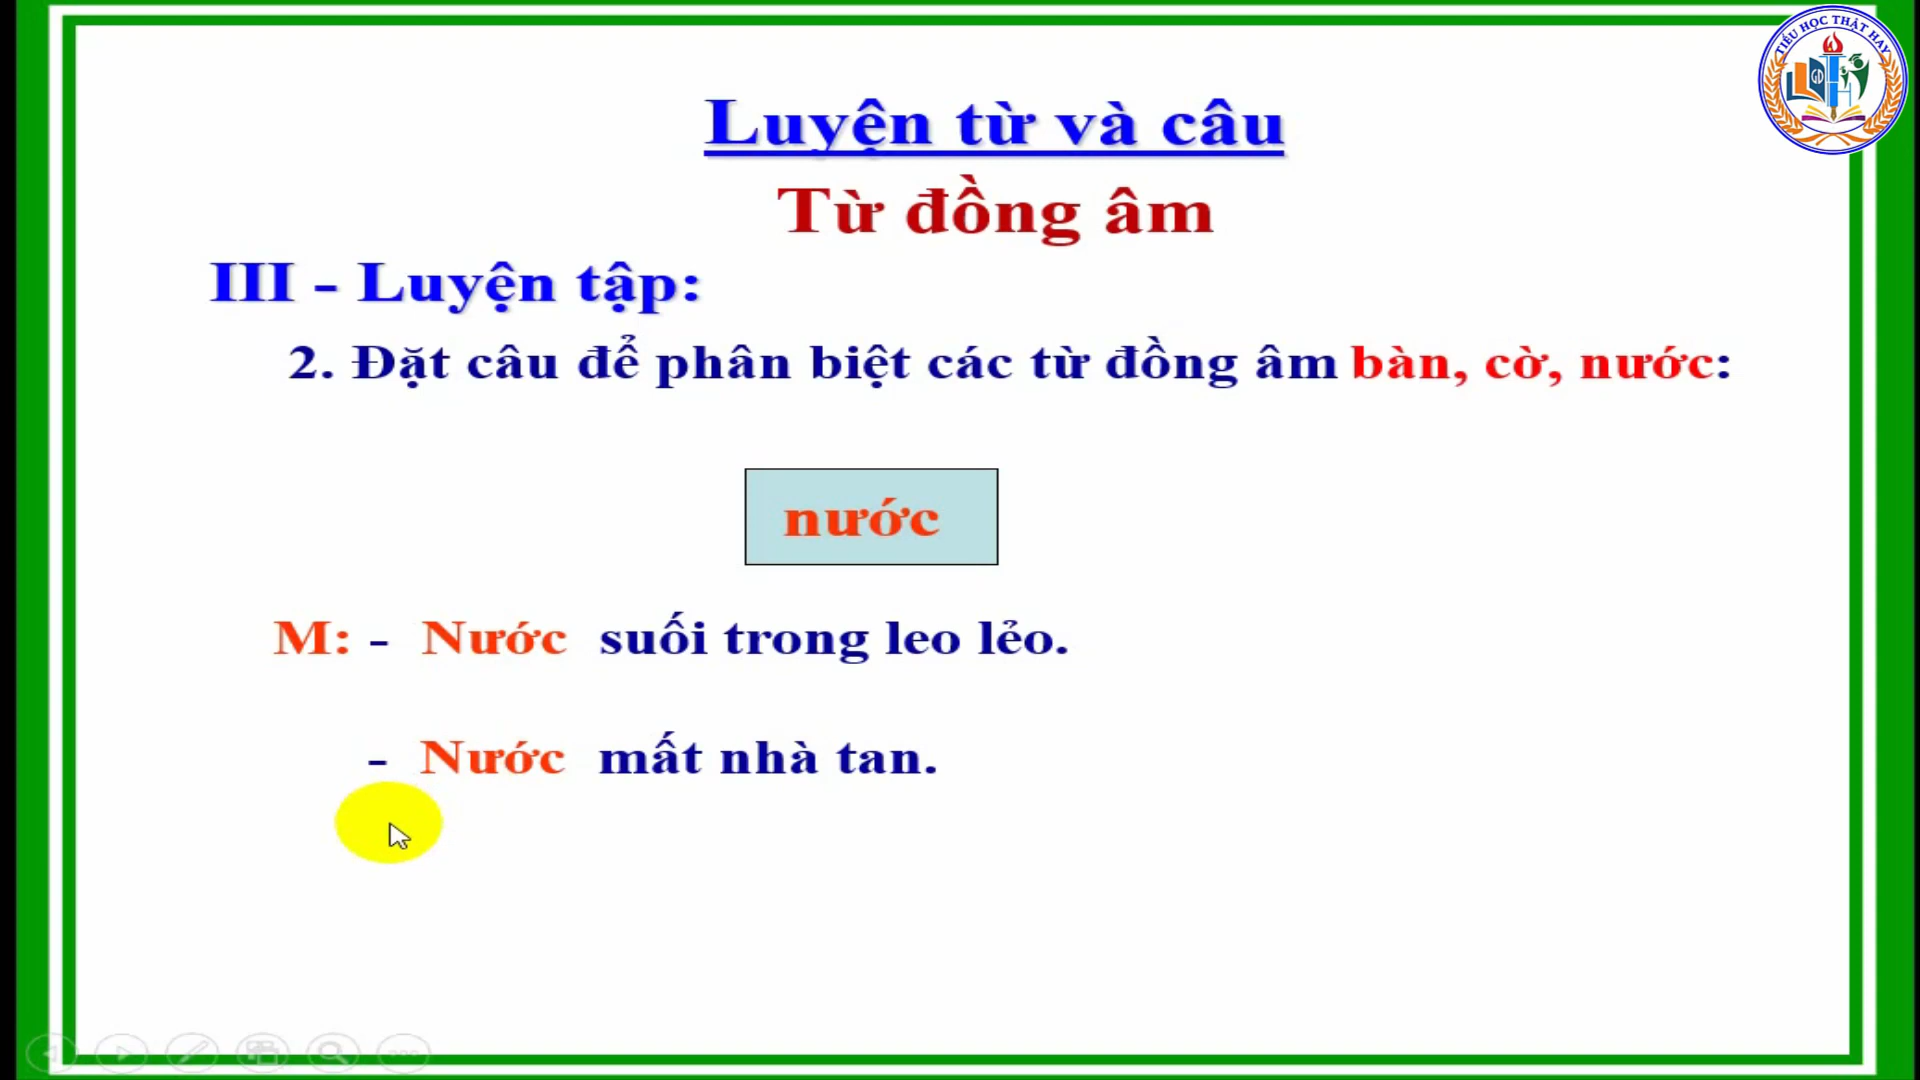 TIỂU HỌC THẬT HAY
GD
Luyện từ và câu
Từ đồng âm
III - Luyện tập:
2. Đặt câu để phân biệt các từ đồng âm bàn, cờ, nước:
nước
M: - Nước suối trong leo lẻo.
- Nước mất nhà tan.